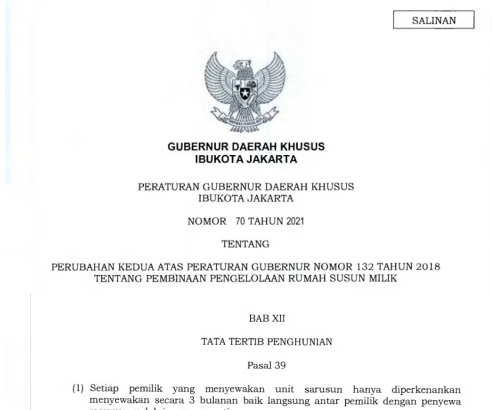 SALINAN
GUBERNUR DAERAH KHUSUS
IBUKOTA JAKARTA
PERATURAN GUBERNUR DAERAH KHUSUS
IBUKOTA JAKARTA
NOMOR 70 TAHUN 2021
TENTANG
PERUBAHAN KEDUA ATAS PERATURAN GUBERNUR NOMOR 132 TAHUN 2018
TENTANG PEMBINAAN PENGELOLAAN RUMAH SUSUN MILIK
BAB XII
TATA TERTIB PENGHUNIAN
Pasal 39
(1) Setiap pemilik yang menyewakan unit sarusun hanya diperkenankan
menyewakan secara 3 bulanan baik langsung antar pemilik dengan penyewa